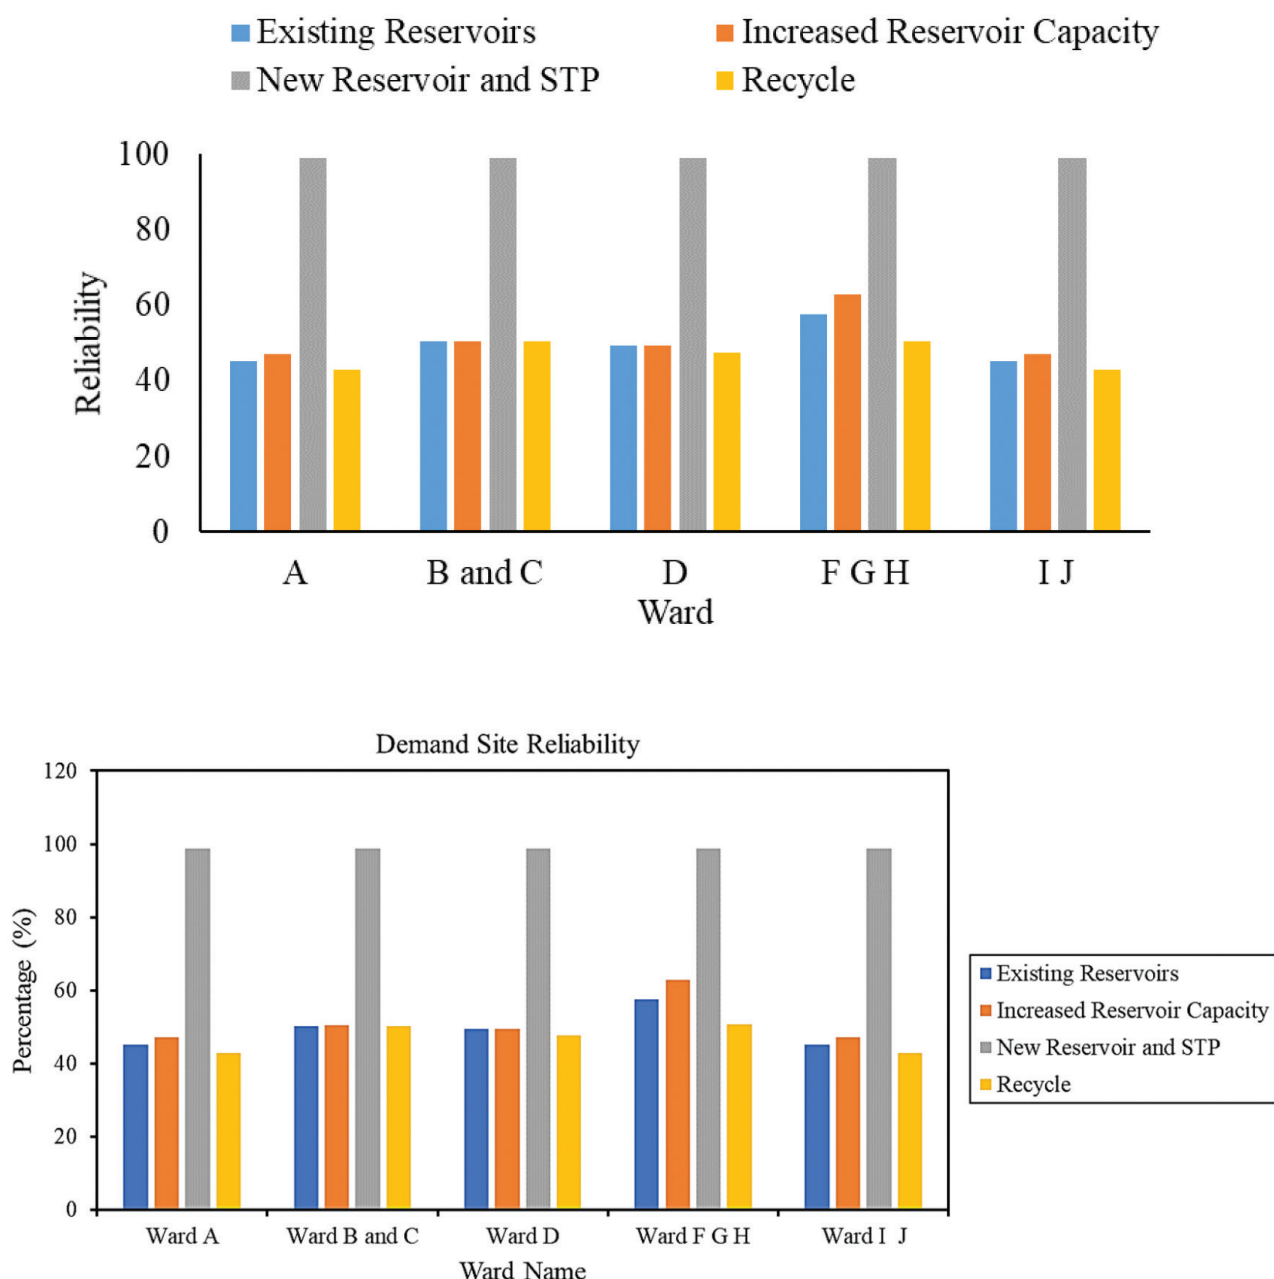 Existing Reservoirs
Increased Reservoir Capacity
New Reservoir and STP
Recycle
100
80
60
40
20
0
Reliability
A
B and C
D
F G H
I J
Ward
Demand Site Reliability
120
100
80
60
40
20
0
Percentage (%)
Ward A
Ward B and C
Ward D
Ward F G H
Ward I J
Ward Name
Existing Reservoirs
Increased Reservoir Capacity
New Reservoir and STP
Recycle